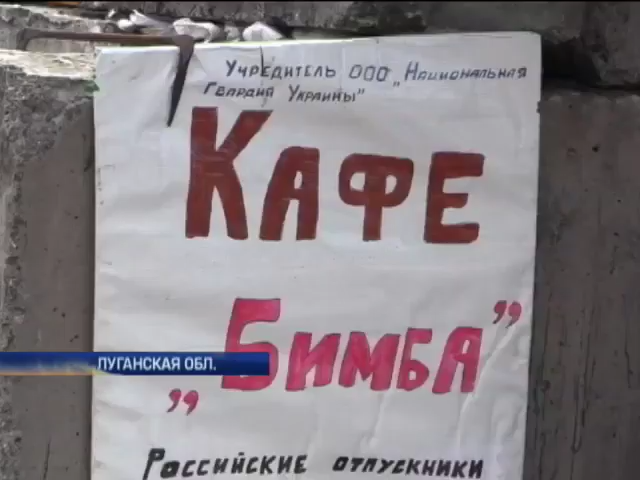 Учредитель ООО „Национальная
Гвардия Украины"
Кафе
„Бимба"
ЛУГАНСКАЯ ОБЛ.
Российские отпускники